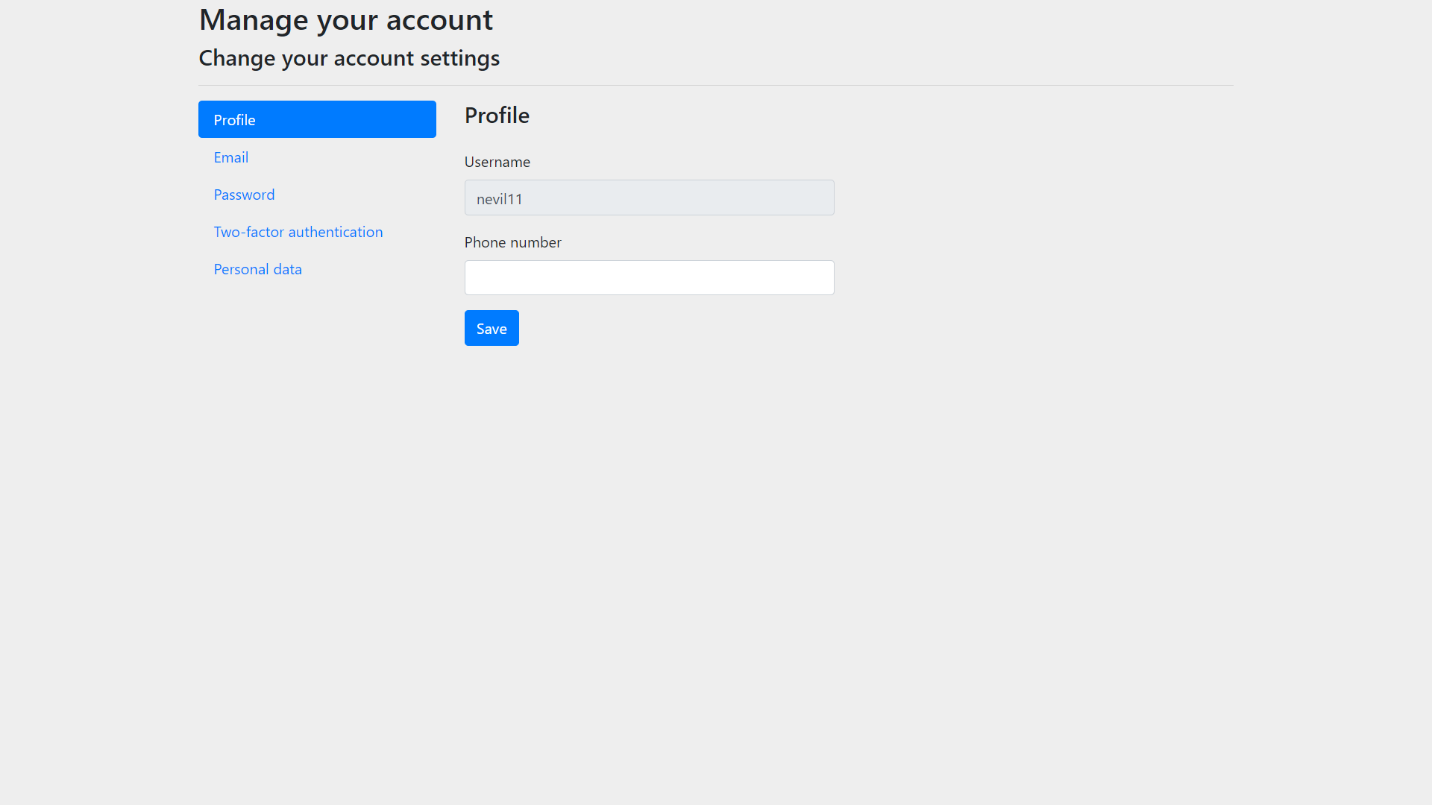 Manage your account
Change your account settings
Profile
Email
Password
Two-factor authentication
Personal data
Profile
Username
nevil11
Phone number
Save